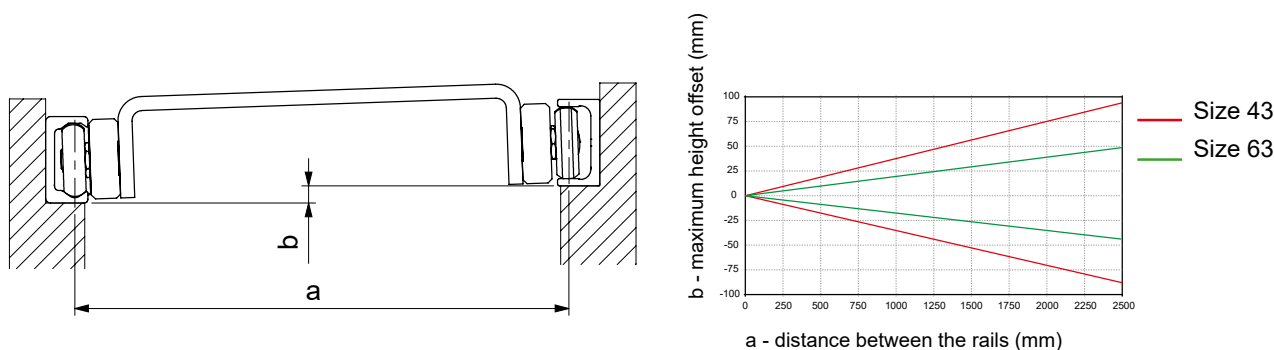 b
a
b - maximum height offset (mm)
100
75
50
25
0
-25
-50
-75
-100
0 250 500 750 1000 1250 1500 1750 2000 2250 2500
a - distance between the rails (mm)
Size 43
Size 63